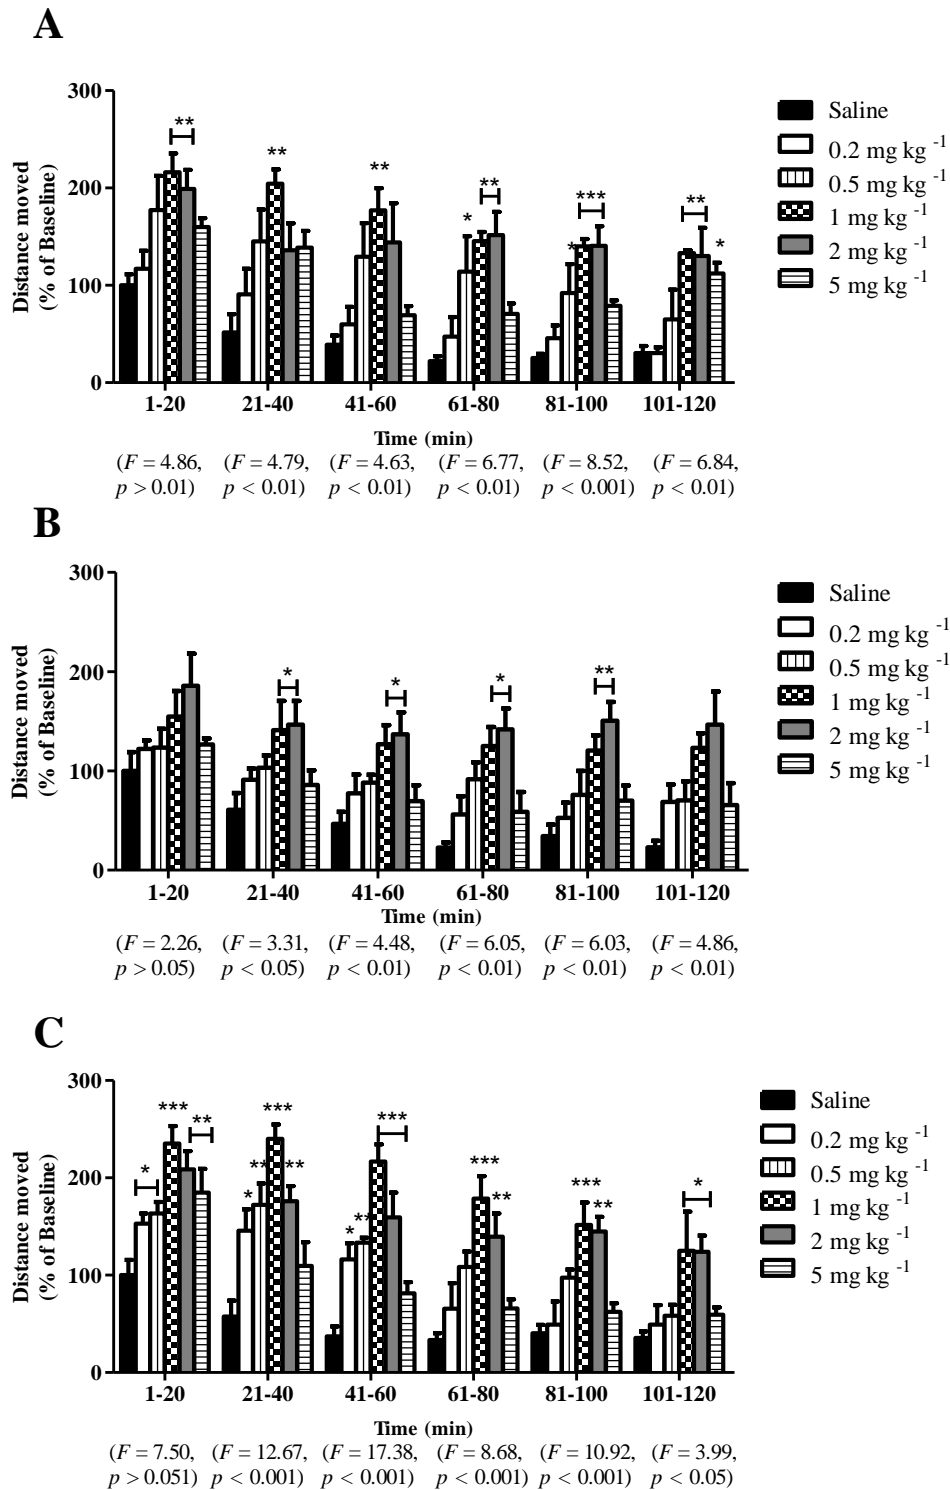 A
300
200
100
0
Distance moved
(% of Baseline)
**
**
**
*
**
*
***
**
*
Saline
0.2 mg kg -1
0.5 mg kg -1
1 mg kg -1
2 mg kg -1
5 mg kg -1
1-20 21-40 41-60 61-80 81-100 101-120
Time (min)
(F = 4.86, (F = 4.79, (F = 4.63, (F = 6.77, (F = 8.52, (F = 6.84,
p > 0.01) p < 0.01) p < 0.01) p < 0.01) p < 0.001) p < 0.01)
B
300
200
100
0
Distance moved
(% of Baseline)
*
*
*
**
Saline
0.2 mg kg -1
0.5 mg kg -1
1 mg kg -1
2 mg kg -1
5 mg kg -1
1-20 21-40 41-60 61-80 81-100 101-120
Time (min)
(F = 2.26, (F = 3.31, (F = 4.48, (F = 6.05, (F = 6.03, (F = 4.86,
p > 0.05) p < 0.05) p < 0.01) p < 0.01) p < 0.01) p < 0.01)
C
300
200
100
0
Distance moved
(% of Baseline)
*
***
**
*
**
***
**
*
**
***
***
**
***
**
*
Saline
0.2 mg kg -1
0.5 mg kg -1
1 mg kg -1
2 mg kg -1
5 mg kg -1
1-20 21-40 41-60 61-80 81-100 101-120
Time (min)
(F = 7.50, (F = 12.67, (F = 17.38, (F = 8.68, (F = 10.92, (F = 3.99,
p > 0.051) p < 0.001) p < 0.001) p < 0.001) p < 0.001) p < 0.05)